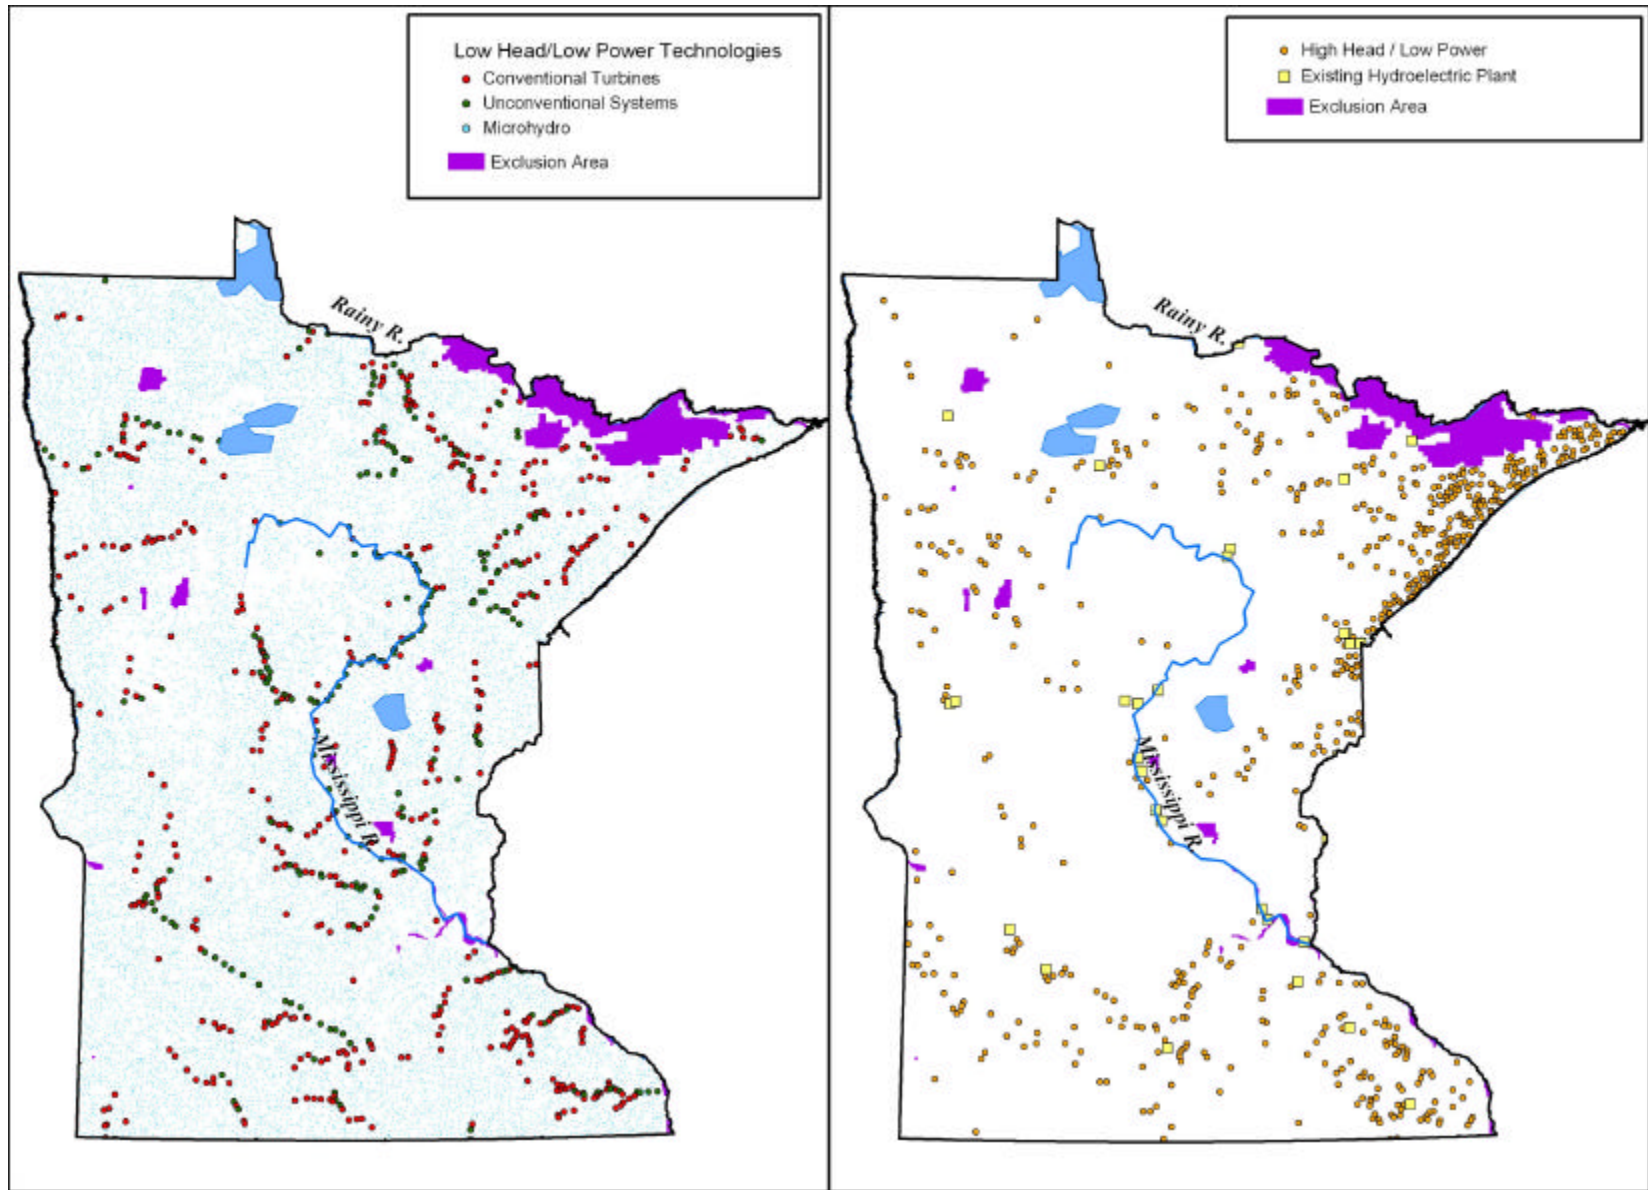 Low Head/Low Power Technologies
Conventional Turbines
Unconventional Systems
Microhydro
Exclusion Area
Rainy R.
Mississippi R.
High Head / Low Power
Existing Hydroelectric Plant
Exclusion Area
Rainy R.
Mississippi R.